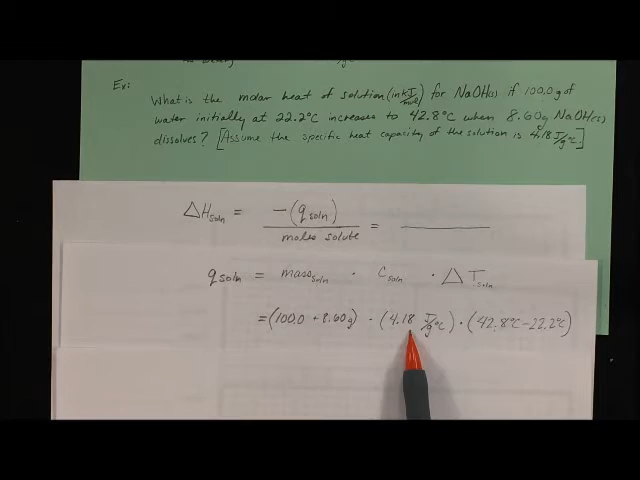 Ex:
What is the molar heat of solution (in kJ/mole) for NaOH(s) if 100.0 g of
water initially at 22.2°C increases to 42.8°C when 8.60g NaOH(s)
dissolves? [Assume the specific heat capacity of the solution is 4.18 J/g°C.]
ΔHsoln = -(qsoln) / moles solute = ______
qsoln = masssoln · Csoln · ΔTsoln
= (100.0 + 8.60g) · (4.18 J/g°C) · (42.8°C - 22.2°C)